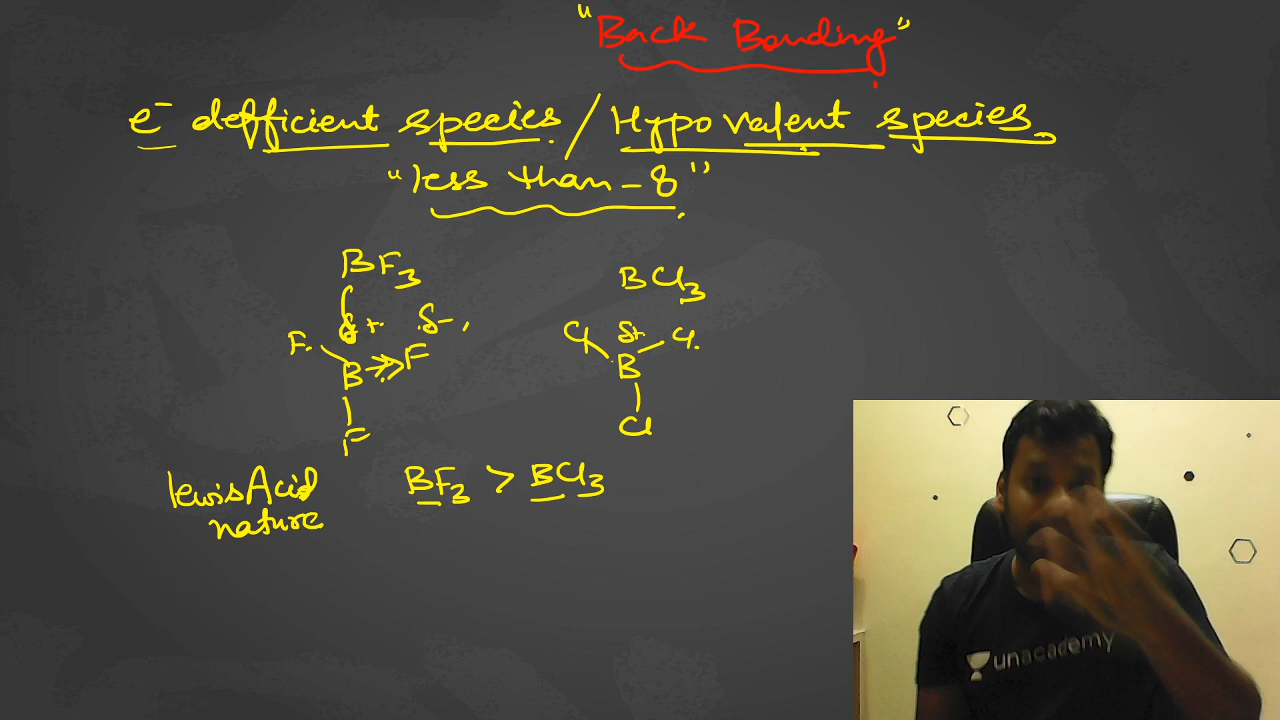 "Back Bonding"
e⁻ defficient species / Hypovalent species.
"less than - 8"
BF₃
BCl₃
δ+ δ-
F B F
F
δ+
Cl B Cl
Cl
Lewis Acid nature
BF₃ > BCl₃
unacademy